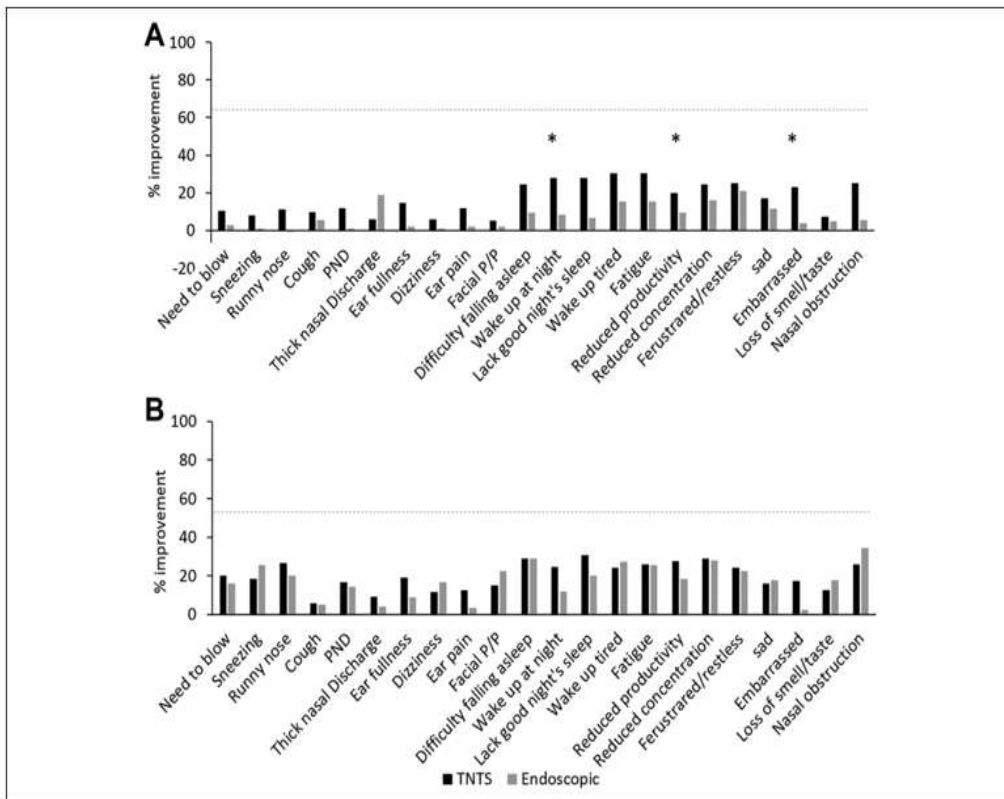 A
% improvement
100
80
60
40
20
0
-20
*
*
*
Need to blow
Sneezing
Runny nose
Cough
PND
Thick nasal Discharge
Ear fullness
Dizziness
Ear pain
Facial P/P
Difficulty falling asleep
Wake up at night
Lack good night's sleep
Wake up tired
Fatigue
Reduced productivity
Reduced concentration
Ferustrared/restless
sad
Embarrassed
Loss of smell/taste
Nasal obstruction
B
% improvement
100
80
60
40
20
0
Need to blow
Sneezing
Runny nose
Cough
PND
Thick nasal Discharge
Ear fullness
Dizziness
Ear pain
Facial P/P
Difficulty falling asleep
Wake up at night
Lack good night's sleep
Wake up tired
Fatigue
Reduced productivity
Reduced concentration
Ferustrared/restless
sad
Embarrassed
Loss of smell/taste
Nasal obstruction
TNTS Endoscopic